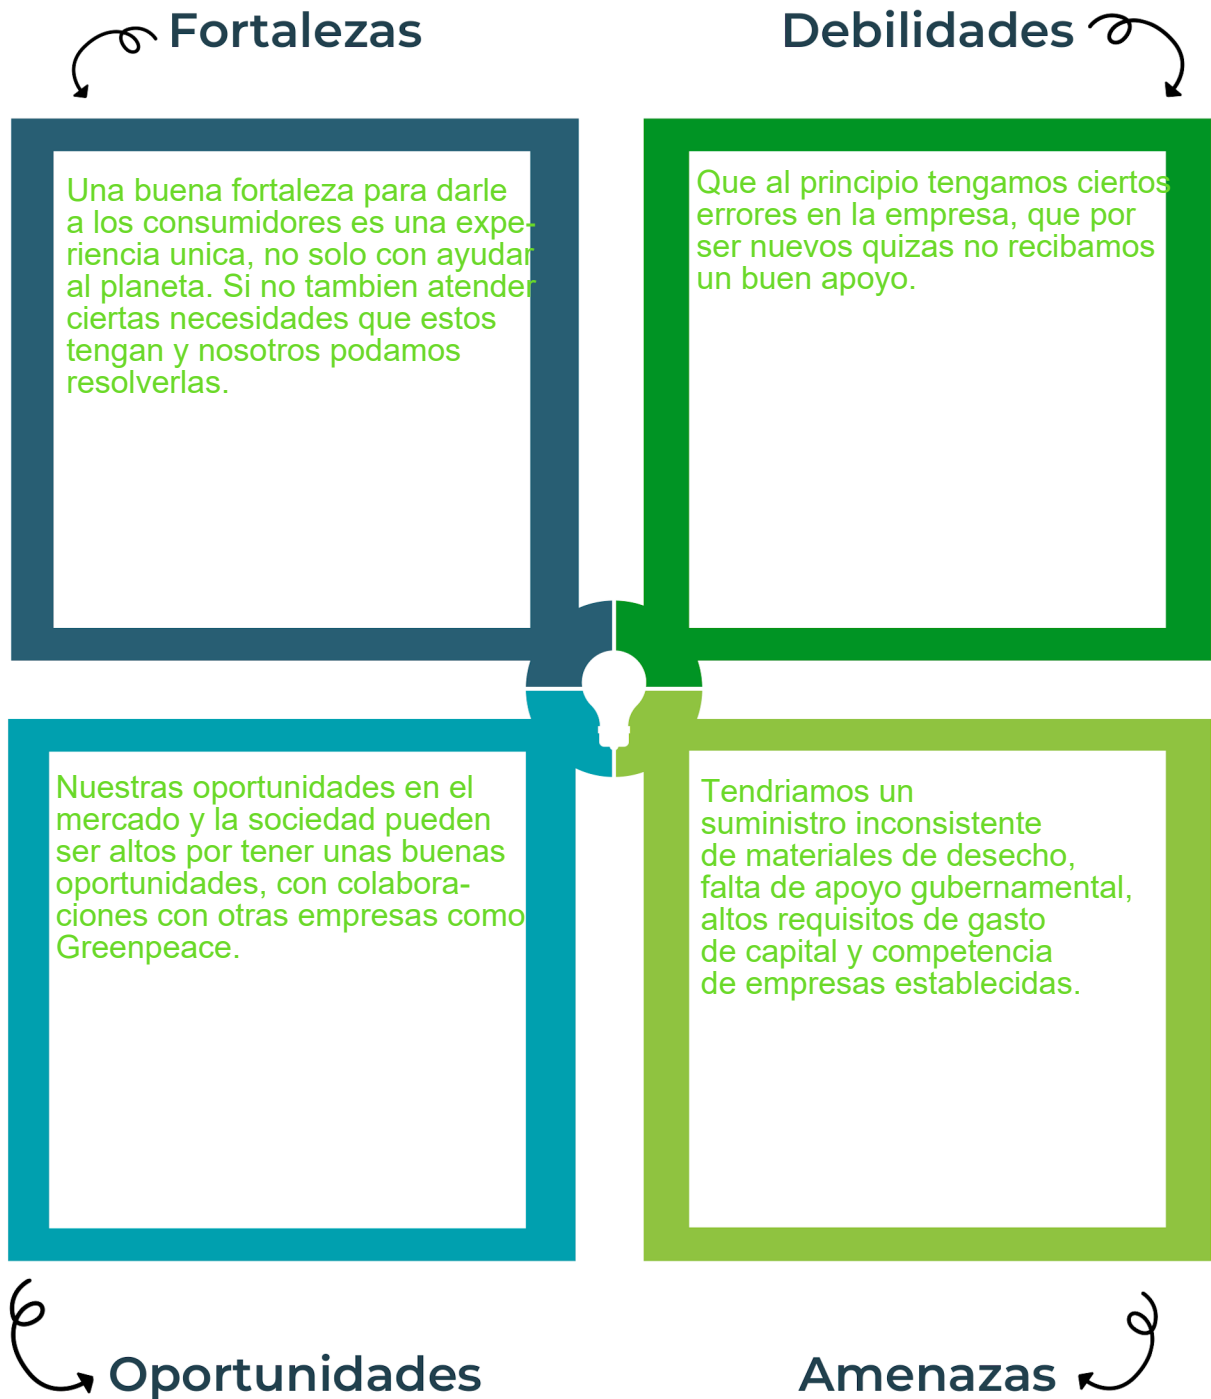 Fortalezas
Una buena fortaleza para darle
a los consumidores es una expe-
riencia unica, no solo con ayudar
al planeta. Si no tambien atender
ciertas necesidades que estos
tengan y nosotros podamos
resolverlas.
Debilidades
Que al principio tengamos ciertos
errores en la empresa, que por
ser nuevos quizas no recibamos
un buen apoyo.
Nuestras oportunidades en el
mercado y la sociedad pueden
ser altos por tener unas buenas
oportunidades, con colabora-
ciones con otras empresas como
Greenpeace.
Oportunidades
Tendriamos un
suministro inconsistente
de materiales de desecho,
falta de apoyo gubernamental,
altos requisitos de gasto
de capital y competencia
de empresas establecidas.
Amenazas